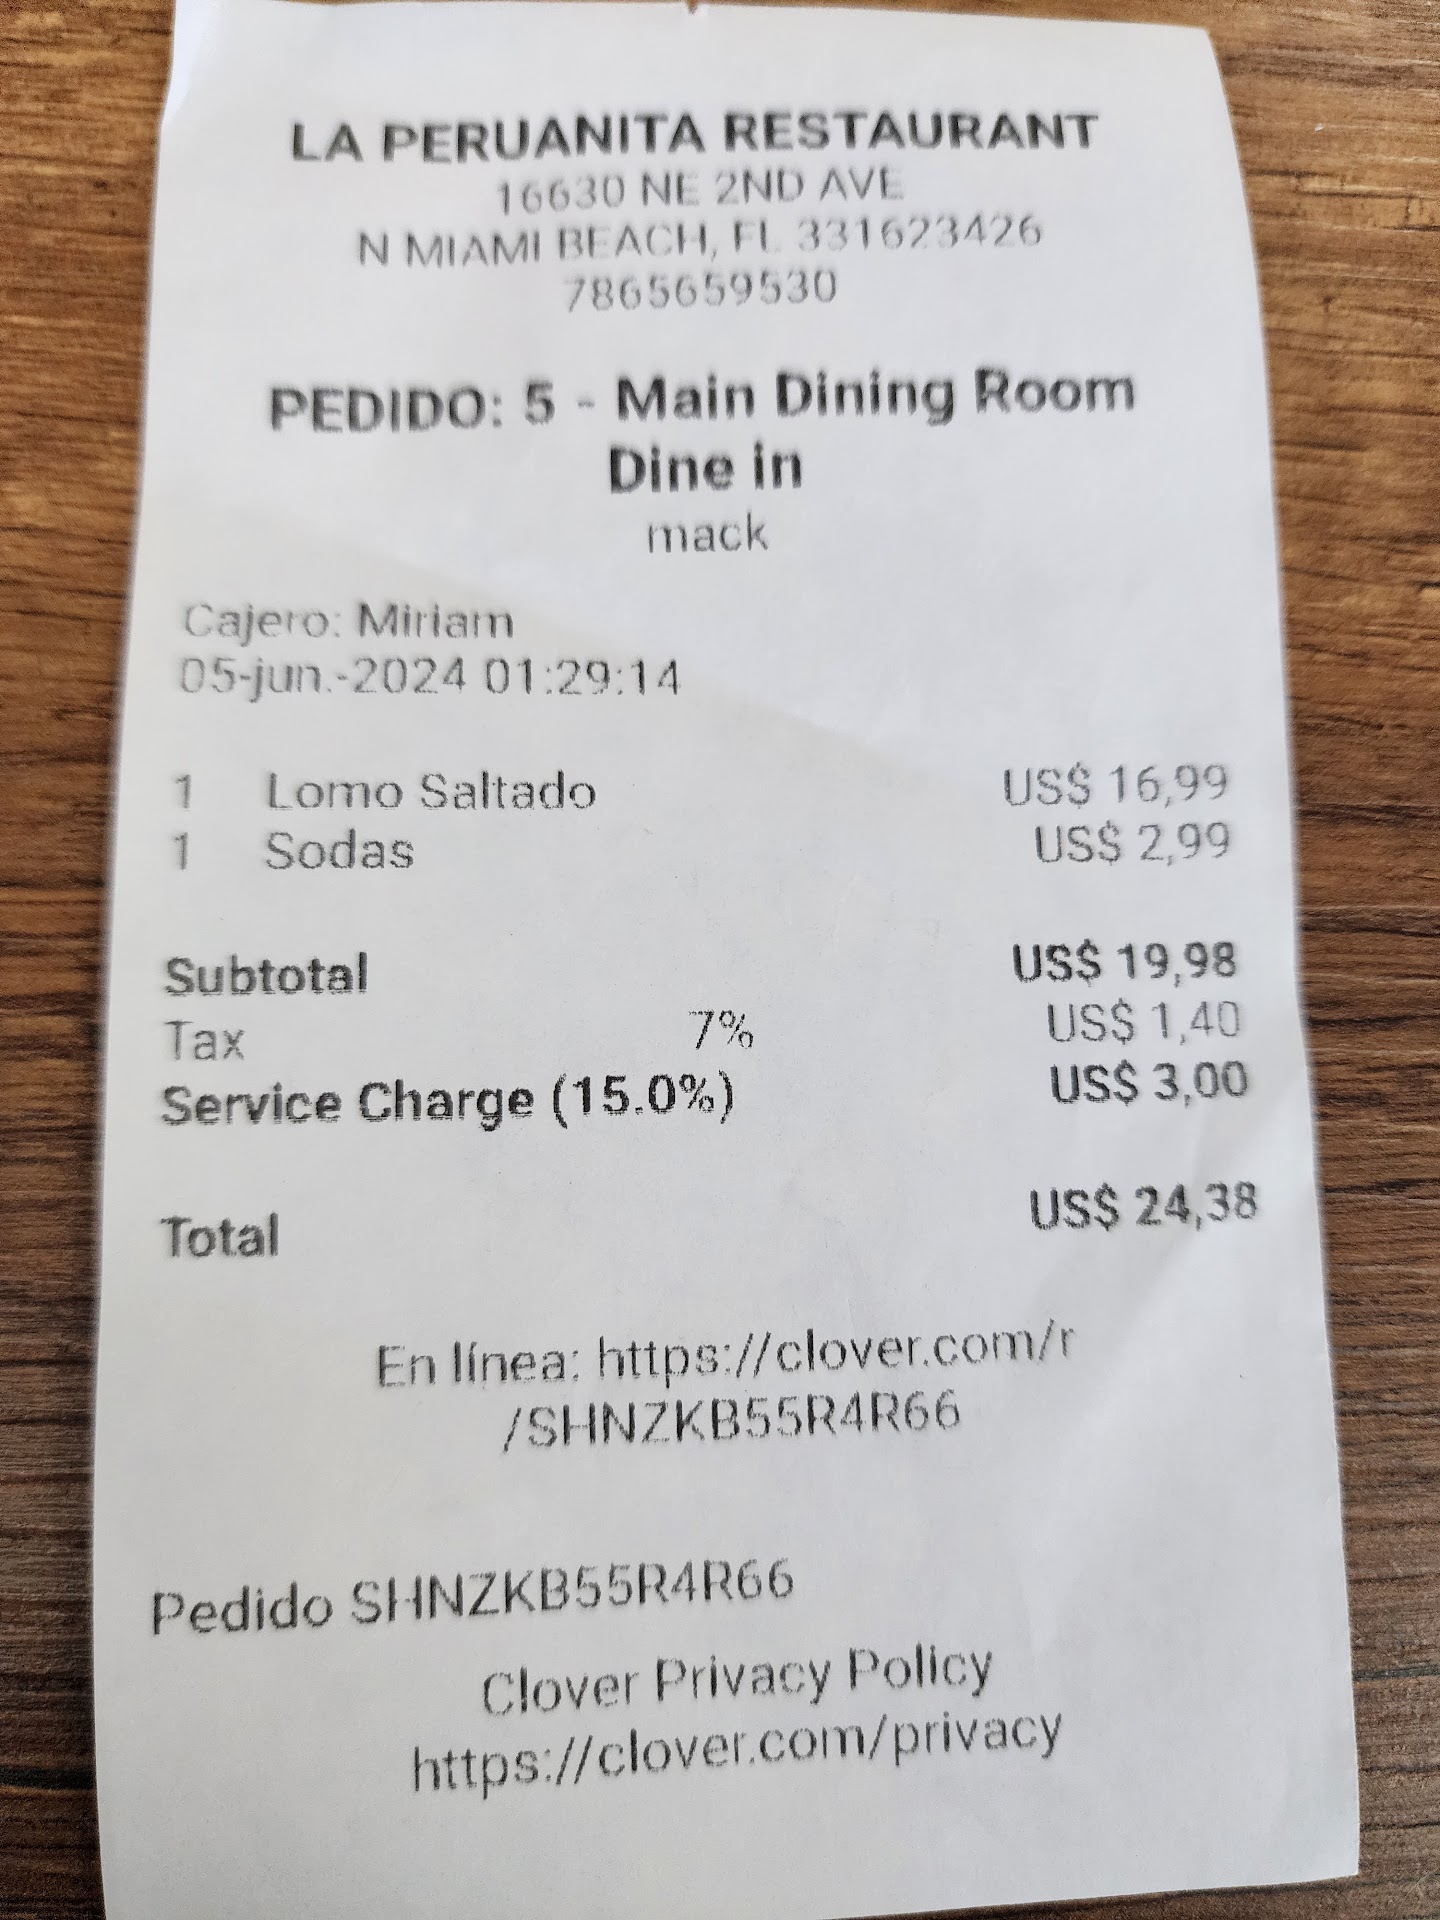 LA PERUANITA RESTAURANT
16630 NE 2ND AVE
N MIAMI BEACH, FL 331623426
7865659530
PEDIDO: 5 - Main Dining Room
Dine in
mack
Cajero: Miriam
05-jun.-2024 01:29:14
1 Lomo Saltado US$ 16,99
1 Sodas US$ 2,99
Subtotal US$ 19,98
Tax 7% US$ 1,40
Service Charge (15.0%) US$ 3,00
Total US$ 24,38
En línea: https://clover.com/r
/SHNZKB55R4R66
Pedido SHNZKB55R4R66
Clover Privacy Policy
https://clover.com/privacy